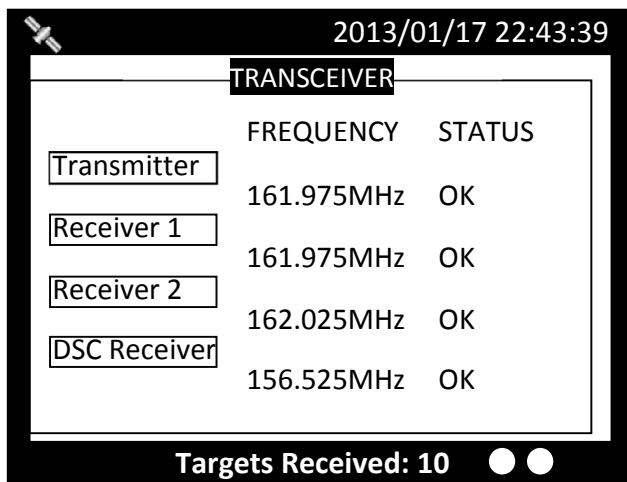 2013/01/17 22:43:39
TRANSCEIVER
FREQUENCY STATUS
Transmitter
161.975MHz OK
Receiver 1
161.975MHz OK
Receiver 2
162.025MHz OK
DSC Receiver
156.525MHz OK
Targets Received: 10